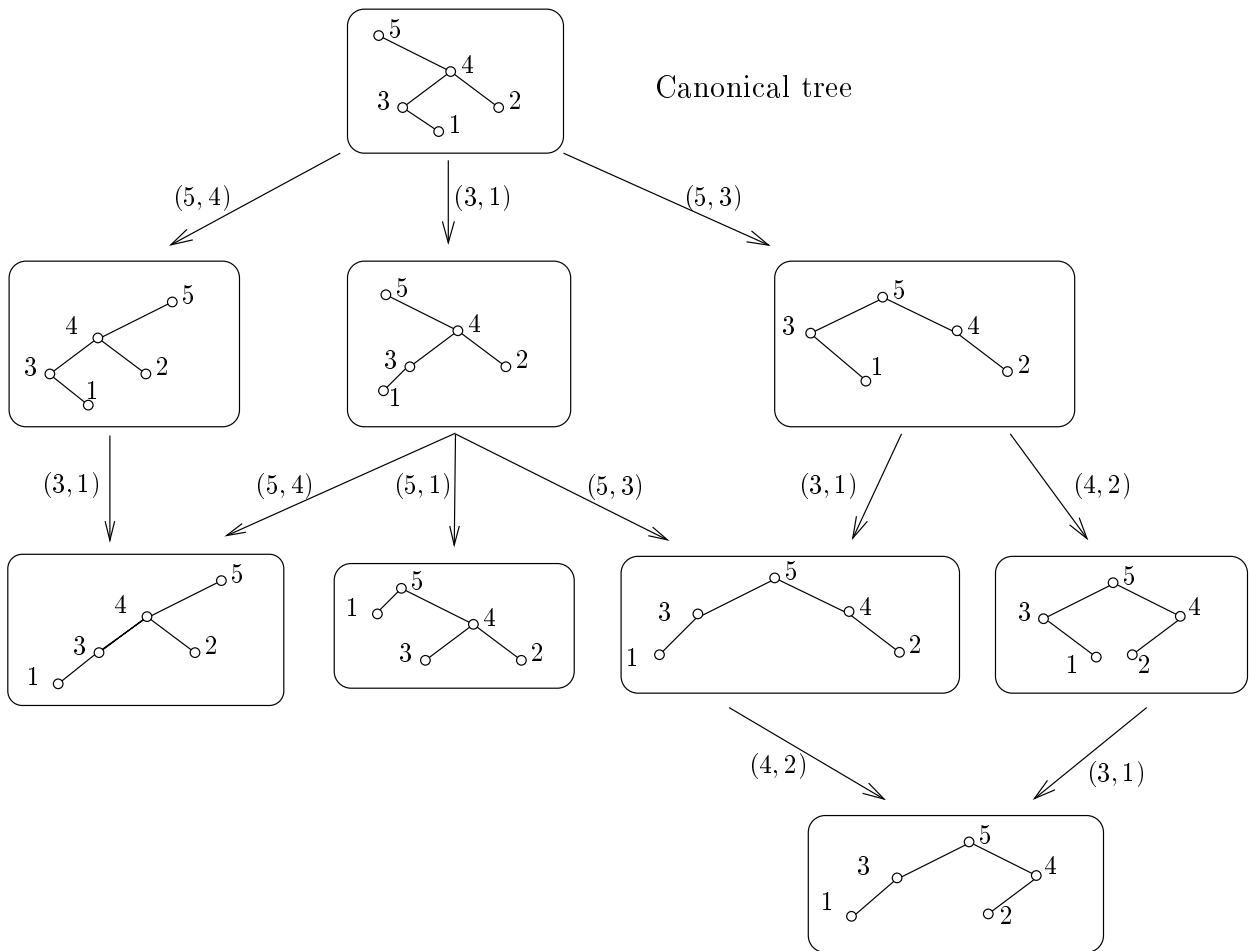 5
4
Canonical tree
3 2
1
(5, 4) (3, 1) (5, 3)
5 5 5
4 4 3 4
3 2 3 2 1 2
1 1
(3, 1) (5, 4) (5, 1) (5, 3) (3, 1) (4, 2)
5 5 5 5
4 1 4 3 4 3 4
3 2 3 2 1 2 1 2
1
(4, 2) (3, 1)
5
3 4
1 2